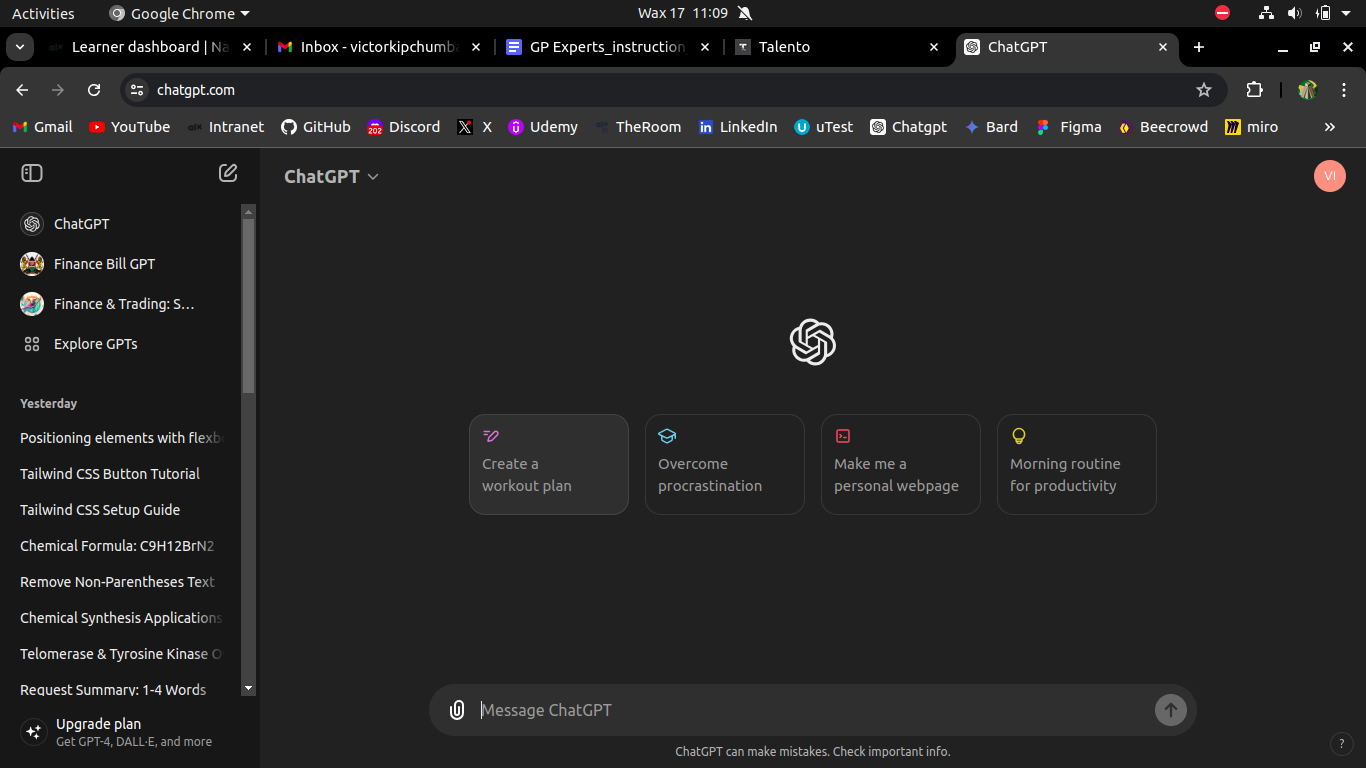 Activities
Google Chrome
Wax 17 11:09
Learner dashboard | Na
Inbox - victorkipchumba
GP Experts_instruction
Talento
ChatGPT
chatgpt.com
Gmail
YouTube
Intranet
GitHub
202
Discord
X
Udemy
TheRoom
LinkedIn
uTest
Chatgpt
Bard
Figma
Beecrowd
miro
ChatGPT
VI
ChatGPT
Finance Bill GPT
Finance & Trading: S...
Explore GPTs
Yesterday
Positioning elements with flexbo
Tailwind CSS Button Tutorial
Tailwind CSS Setup Guide
Chemical Formula: C9H12BrN2
Remove Non-Parentheses Text
Chemical Synthesis Applications
Telomerase & Tyrosine Kinase O
Request Summary: 1-4 Words
Upgrade plan
Get GPT-4, DALL·E, and more
Create a
workout plan
Overcome
procrastination
Make me a
personal webpage
Morning routine
for productivity
Message ChatGPT
ChatGPT can make mistakes. Check important info.
?